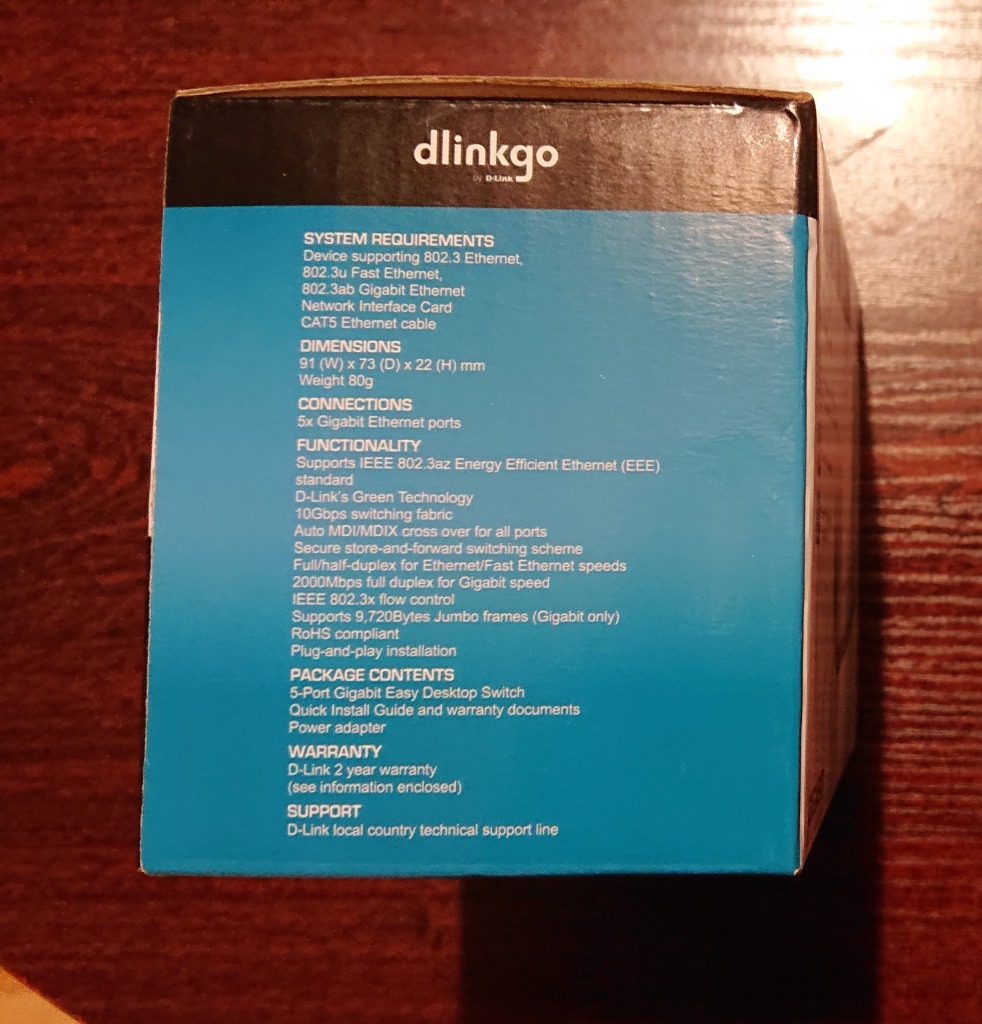 dlinkgo
by D-Link
SYSTEM REQUIREMENTS
Device supporting 802.3 Ethernet,
802.3u Fast Ethernet,
802.3ab Gigabit Ethernet
Network Interface Card
CAT5 Ethernet cable
DIMENSIONS
91 (W) x 73 (D) x 22 (H) mm
Weight 80g
CONNECTIONS
5x Gigabit Ethernet ports
FUNCTIONALITY
Supports IEEE 802.3az Energy Efficient Ethernet (EEE)
standard
D-Link's Green Technology
10Gbps switching fabric
Auto MDI/MDIX cross over for all ports
Secure store-and-forward switching scheme
Full/half-duplex for Ethernet/Fast Ethernet speeds
2000Mbps full duplex for Gigabit speed
IEEE 802.3x flow control
Supports 9,720Bytes Jumbo frames (Gigabit only)
RoHS compliant
Plug-and-play installation
PACKAGE CONTENTS
5-Port Gigabit Easy Desktop Switch
Quick Install Guide and warranty documents
Power adapter
WARRANTY
D-Link 2 year warranty
(see information enclosed)
SUPPORT
D-Link local country technical support line